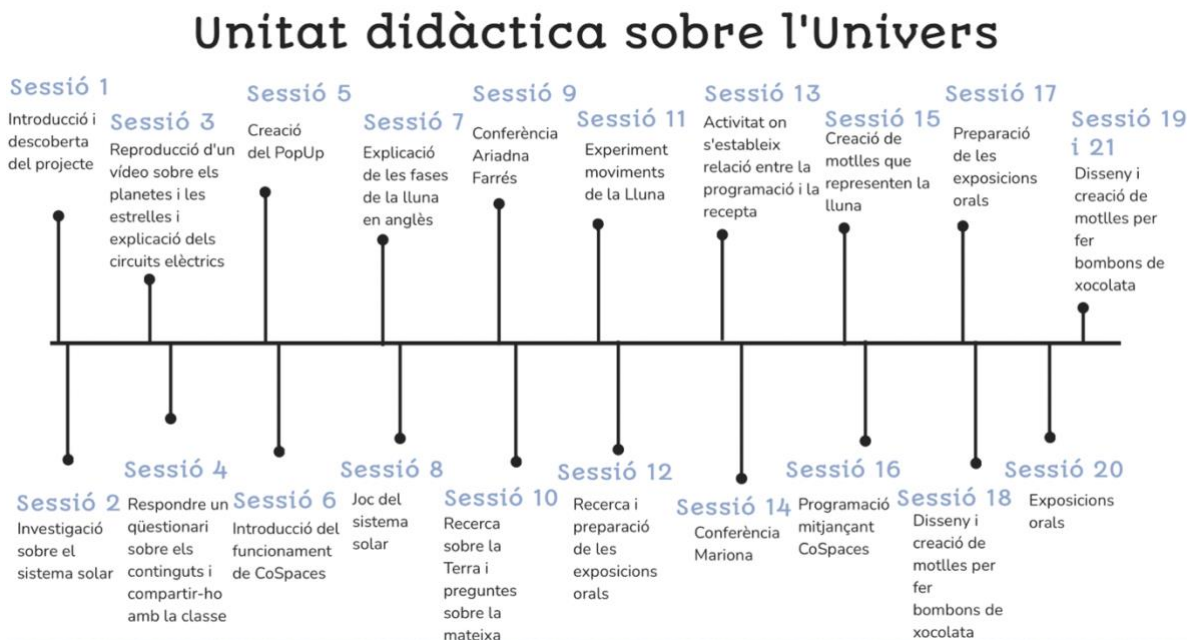 Unitat didàctica sobre l'Univers
Sessió 1
Introducció i
descoberta
del projecte
Sessió 3
Reproducció d'un
vídeo sobre els
planetes i les
estrelles i
explicació dels
circuits elèctrics
Sessió 5
Creació
del PopUp
Sessió 7
Explicació
de les fases
de la lluna
en anglès
Sessió 9
Conferència
Ariadna
Farrés
Sessió 11
Experiment
moviments
de la Lluna
Sessió 13
Activitat on
s'estableix
relació entre la
programació i la
recepta
Sessió 15
Creació de
motlles que
representen la
lluna
Sessió 17
Preparació
de les
exposicions
orals
Sessió 19
i 21
Disseny i
creació de
motlles per
fer
bombons de
xocolata
Sessió 2
Investigació
sobre el
sistema solar
Sessió 4
Respondre un
qüestionari
sobre els
continguts i
compartir-ho
amb la classe
Sessió 6
Introducció del
funcionament
de CoSpaces
Sessió 8
Joc del
sistema
solar
Sessió 10
Recerca
sobre la
Terra i
preguntes
sobre la
mateixa
Sessió 12
Recerca i
preparació
de les
exposicions
orals
Sessió 14
Conferència
Mariona
Sessió 16
Programació
mitjançant
CoSpaces
Sessió 18
Disseny i
creació de
motlles per
fer
bombons de
xocolata
Sessió 20
Exposicions
orals